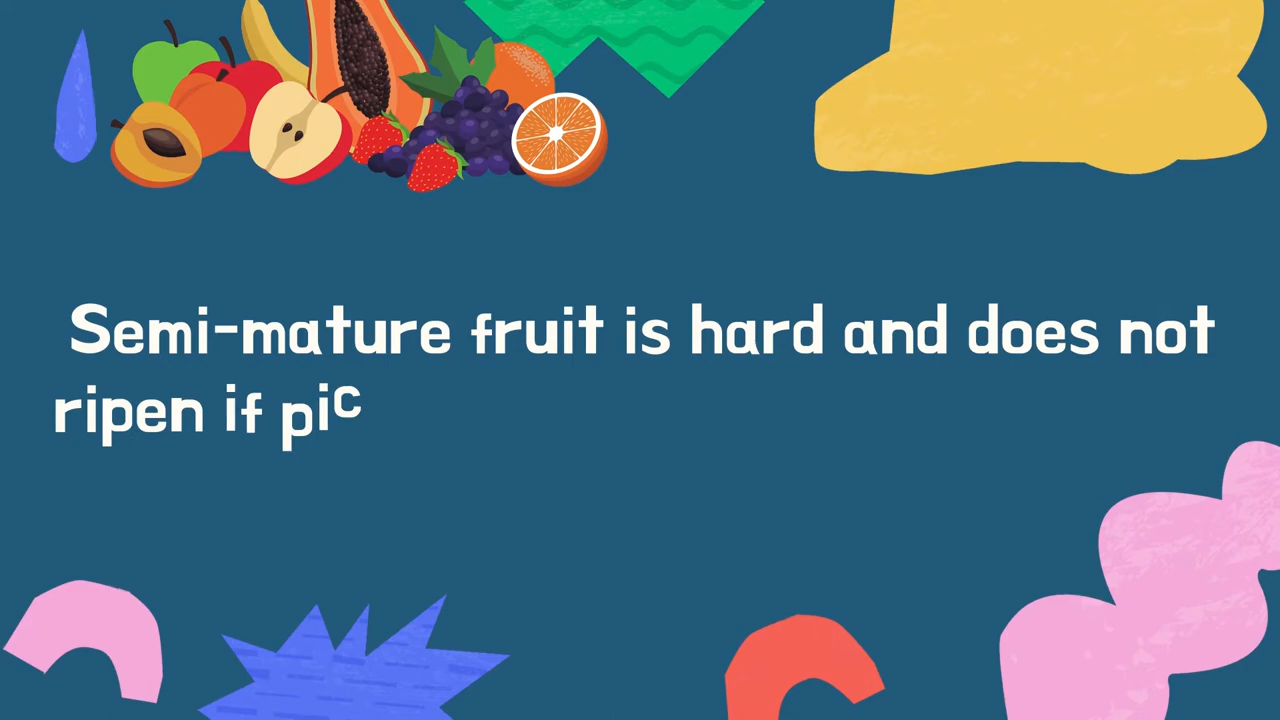 Semi-mature fruit is hard and does not
ripen if pic